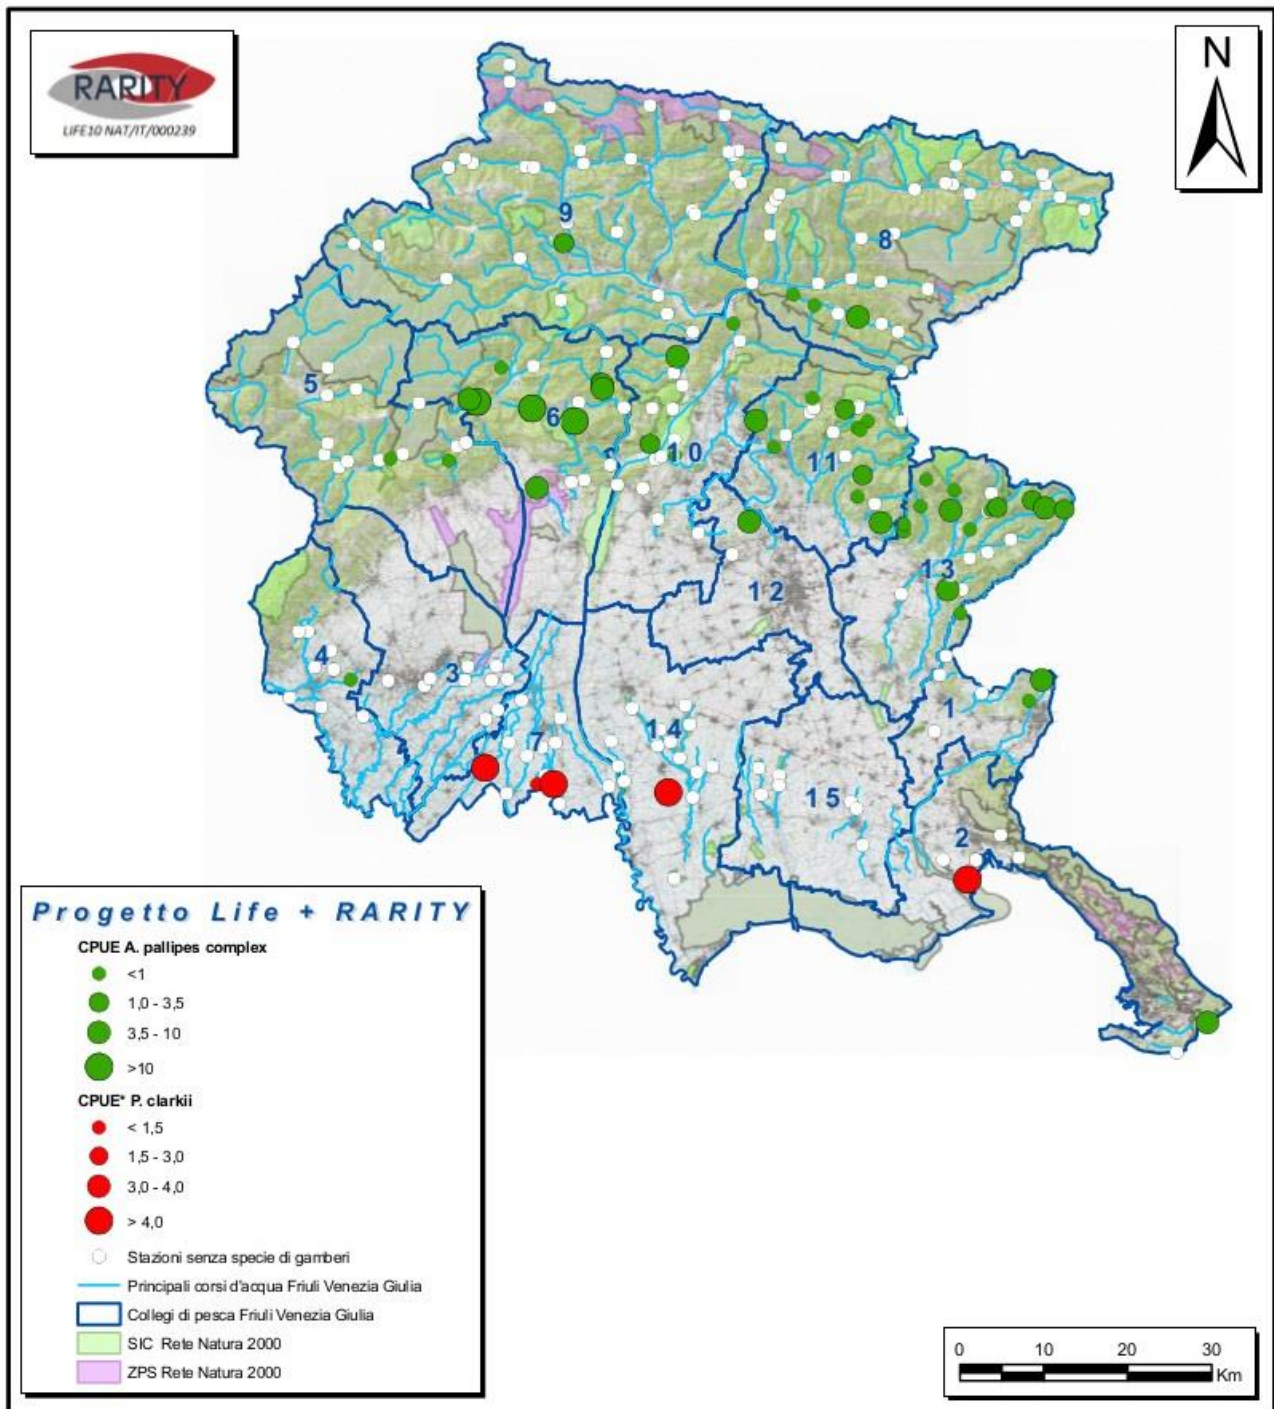 RARITY
LIFE10 NAT/IT/000239
N
9
8
5
6
10
11
13
12
4
3
1
14
7
15
2
Progetto Life + RARITY
CPUE A. pallipes complex
<1
1,0 - 3,5
3,5 - 10
>10
CPUE* P. clarkii
< 1,5
1,5 - 3,0
3,0 - 4,0
> 4,0
Stazioni senza specie di gamberi
Principali corsi d'acqua Friuli Venezia Giulia
Collegi di pesca Friuli Venezia Giulia
SIC Rete Natura 2000
ZPS Rete Natura 2000
0 10 20 30
Km